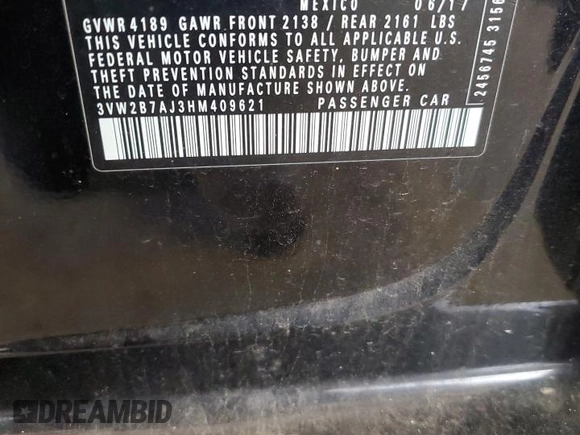 MEXICO 06/17
GVWR 4189 GAWR FRONT 2138 / REAR 2161 LBS
THIS VEHICLE CONFORMS TO ALL APPLICABLE U.S.
FEDERAL MOTOR VEHICLE SAFETY, BUMPER AND
THEFT PREVENTION STANDARDS IN EFFECT ON
THE DATE OF MANUFACTURE SHOWN ABOVE.
3VW2B7AJ3HM409621 PASSENGER CAR
2456745 3156
DREAMBID